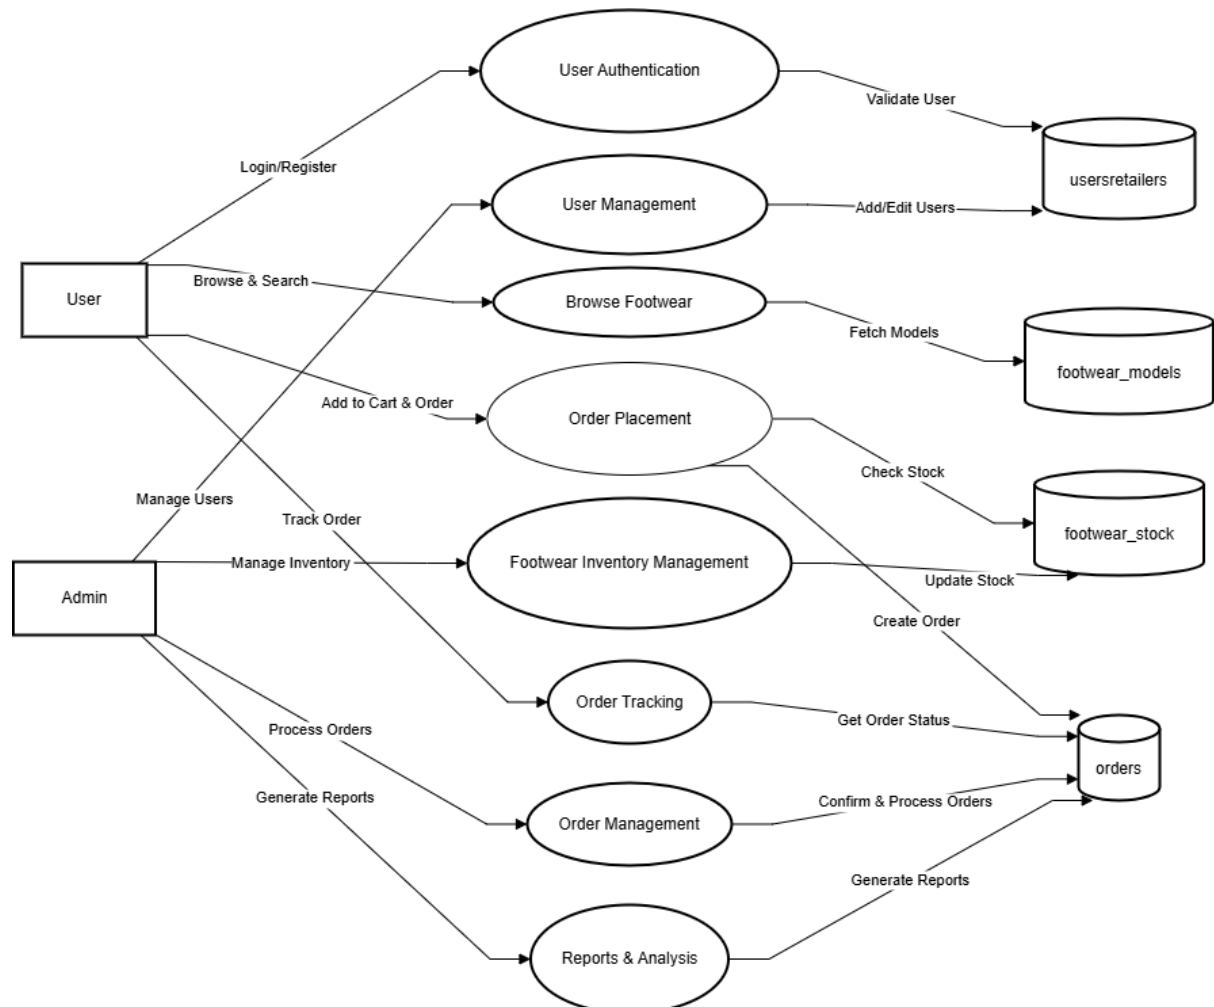 User Authentication
Validate User
Login/Register
usersretailers
User Management
Add/Edit Users
Browse & Search
User
Browse Footwear
Fetch Models
footwear_models
Add to Cart & Order
Order Placement
Check Stock
Manage Users
Track Order
footwear_stock
Manage Inventory
Footwear Inventory Management
Update Stock
Admin
Create Order
Order Tracking
Get Order Status
Process Orders
orders
Generate Reports
Order Management
Confirm & Process Orders
Generate Reports
Reports & Analysis